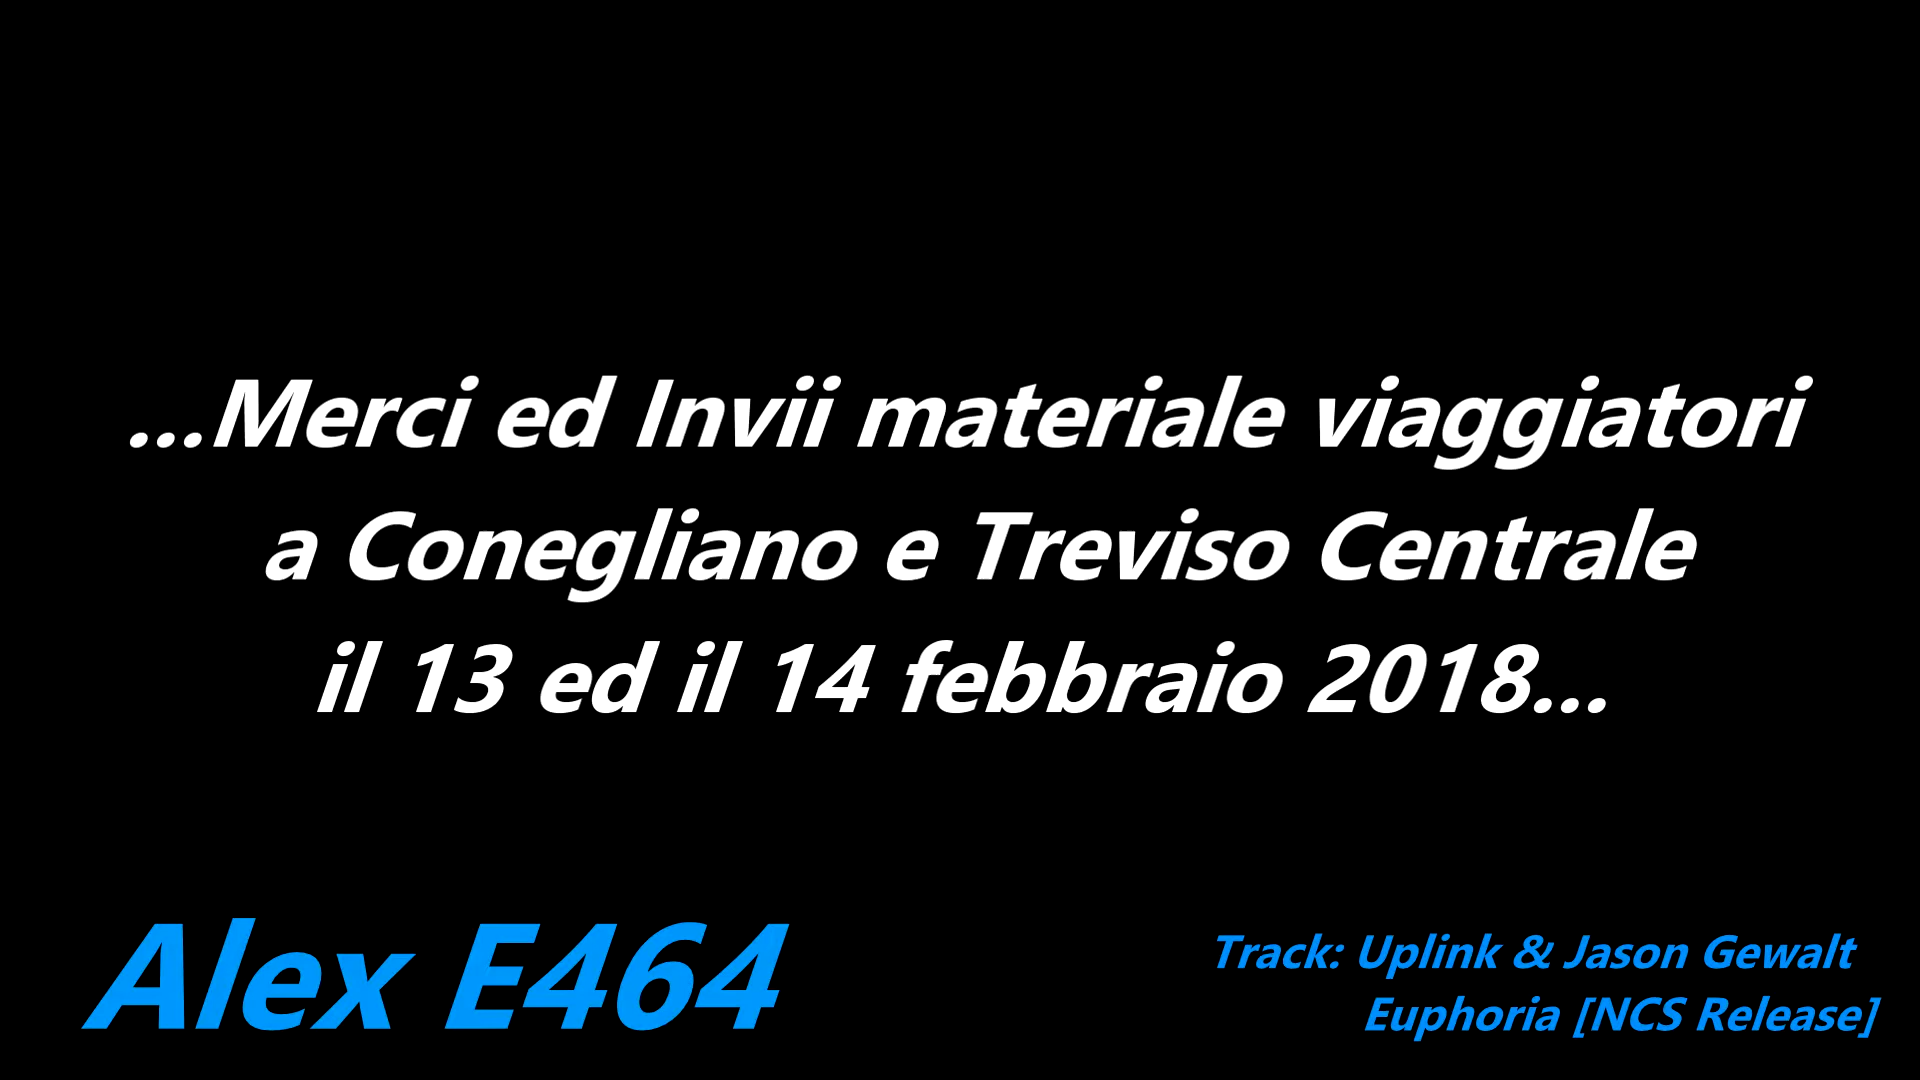 ...Merci ed Invii materiale viaggiatori
a Conegliano e Treviso Centrale
il 13 ed il 14 febbraio 2018...
Alex E464
Track: Uplink & Jason Gewalt
Euphoria [NCS Release]